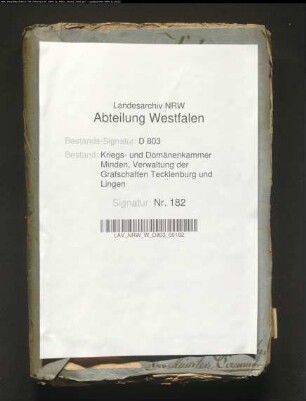 Landesarchiv NRW
Abteilung Westfalen
Bestands-Signatur: D 803
Bestand: Kriegs- und Domänenkammer
Minden, Verwaltung der
Grafschaften Tecklenburg und
Lingen
Signatur: Nr. 182
LAV_NRW_W_D803_00182